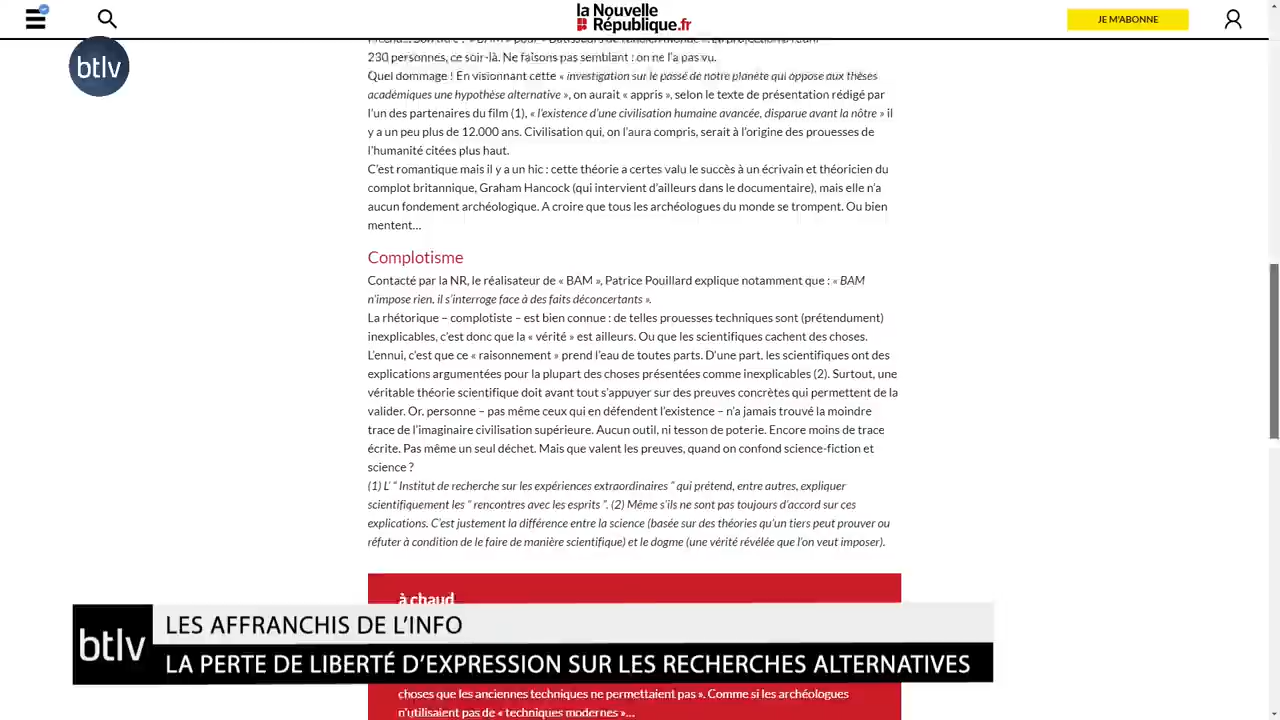 la Nouvelle
République.fr
JE M'ABONNE
btlv
230 personnes, ce soir-là. Ne faisons pas semblant : on ne l'a pas vu.
Quel dommage ! En visionnant cette « investigation sur le passé de notre planète qui oppose aux thèses
académiques une hypothèse alternative », on aurait « appris », selon le texte de présentation rédigé par
l'un des partenaires du film (1), « l'existence d'une civilisation humaine avancée, disparue avant la nôtre » il
y a un peu plus de 12.000 ans. Civilisation qui, on l'aura compris, serait à l'origine des prouesses de
l'humanité citées plus haut.
C'est romantique mais il y a un hic : cette théorie a certes valu le succès à un écrivain et théoricien du
complot britannique, Graham Hancock (qui intervient d'ailleurs dans le documentaire), mais elle n'a
aucun fondement archéologique. A croire que tous les archéologues du monde se trompent. Ou bien
mentent…
Complotisme
Contacté par la NR, le réalisateur de « BAM », Patrice Pouillard explique notamment que : « BAM
n'impose rien, il s'interroge face à des faits déconcertants ».
La rhétorique – complotiste – est bien connue : de telles prouesses techniques sont (prétendument)
inexplicables, c'est donc que la « vérité » est ailleurs. Ou que les scientifiques cachent des choses.
L'ennui, c'est que ce « raisonnement » prend l'eau de toutes parts. D'une part, les scientifiques ont des
explications argumentées pour la plupart des choses présentées comme inexplicables (2). Surtout, une
véritable théorie scientifique doit avant tout s'appuyer sur des preuves concrètes qui permettent de la
valider. Or, personne – pas même ceux qui en défendent l'existence – n'a jamais trouvé la moindre
trace de l'imaginaire civilisation supérieure. Aucun outil, ni tesson de poterie. Encore moins de trace
écrite. Pas même un seul déchet. Mais que valent les preuves, quand on confond science-fiction et
science ?
(1) L' " Institut de recherche sur les expériences extraordinaires " qui prétend, entre autres, expliquer
scientifiquement les " rencontres avec les esprits ". (2) Même s'ils ne sont pas toujours d'accord sur ces
explications. C'est justement la différence entre la science (basée sur des théories qu'un tiers peut prouver ou
réfuter à condition de le faire de manière scientifique) et le dogme (une vérité révélée que l'on veut imposer).
à chaud
btlv
LES AFFRANCHIS DE L'INFO
LA PERTE DE LIBERTÉ D'EXPRESSION SUR LES RECHERCHES ALTERNATIVES
choses que les anciennes techniques ne permettaient pas ». Comme si les archéologues
n'utilisaient pas de « techniques modernes »…